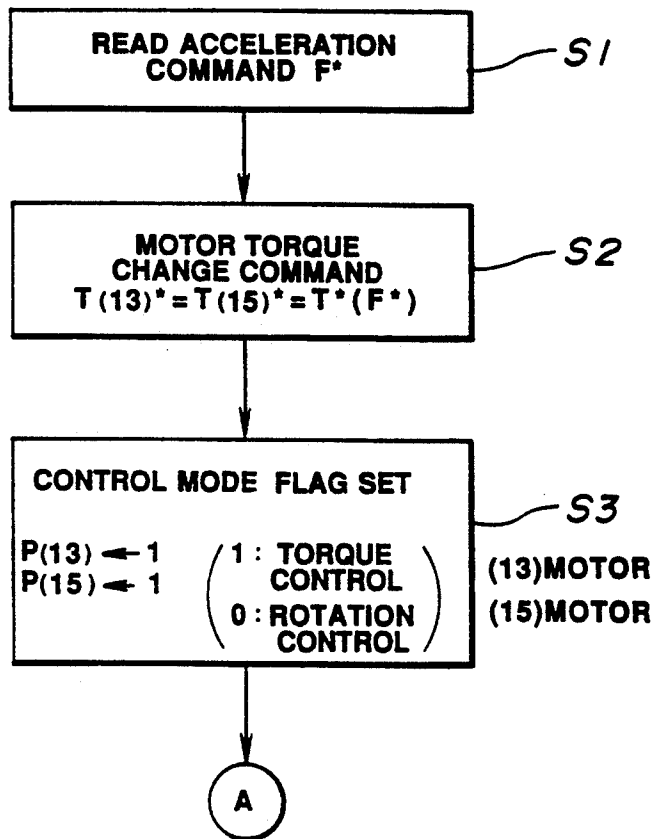 READ ACCELERATION
COMMAND F*
S1
MOTOR TORQUE
CHANGE COMMAND
T(13)*=T(15)*=T*(F*)
S2
CONTROL MODE FLAG SET
P(13) ← 1
P(15) ← 1
1: TORQUE
CONTROL
0: ROTATION
CONTROL
S3
(13)MOTOR
(15)MOTOR
A